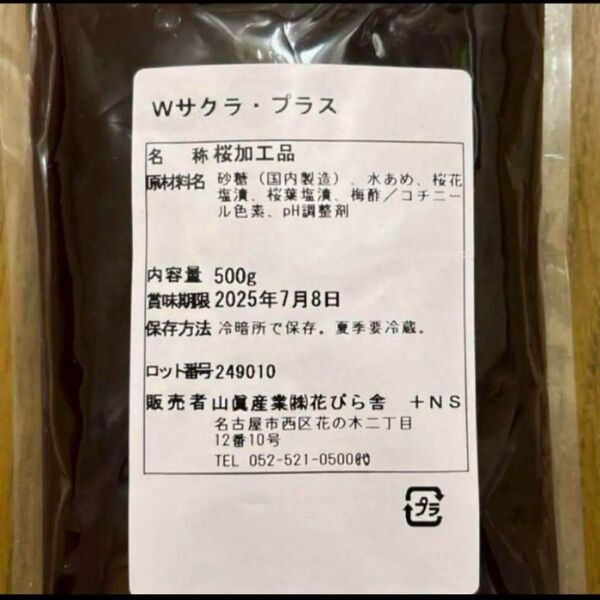 Wサクラ・プラス
名 称 桜加工品
原材料名 砂糖（国内製造）、水あめ、桜花
塩漬、桜葉塩漬、梅酢／コチニー
ル色素、pH調整剤
内容量 500g
賞味期限 2025年7月8日
保存方法 冷暗所で保存。夏季要冷蔵。
ロット番号 249010
販売者 山眞産業㈱花びら舎 ＋NS
名古屋市西区花の木二丁目
12番10号
TEL 052-521-0500㈹
プラ